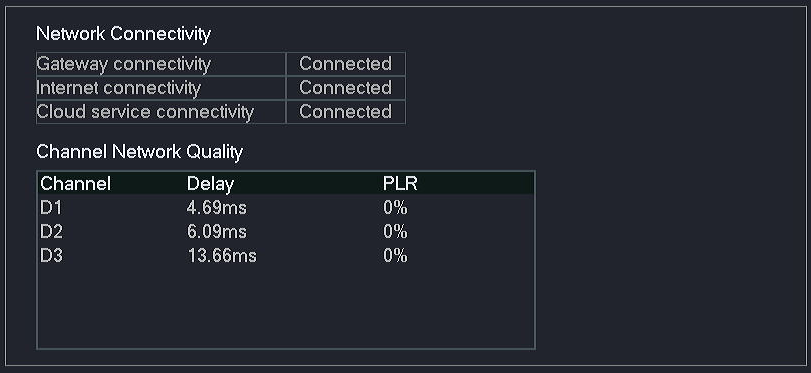 Network Connectivity
Gateway connectivity Connected
Internet connectivity Connected
Cloud service connectivity Connected
Channel Network Quality
Channel Delay PLR
D1 4.69ms 0%
D2 6.09ms 0%
D3 13.66ms 0%